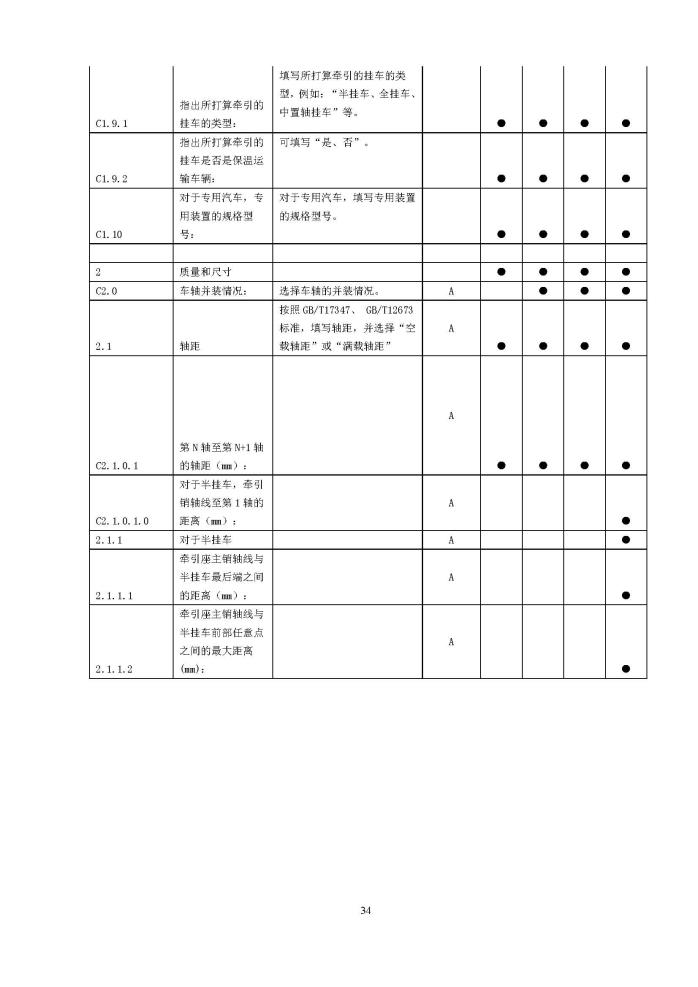 填写所打算牵引的挂车的类
型，例如：“半挂车、全挂车、
指出所打算牵引的
中置轴挂车”等。
C1.9.1 挂车的类型： ● ● ● ●
指出所打算牵引的 可填写“是、否”。
挂车是否是保温运
C1.9.2 输车辆： ● ● ● ●
对于专用汽车，专 对于专用汽车，填写专用装置
用装置的规格型 的规格型号。
C1.10 号： ● ● ● ●
2 质量和尺寸 ● ● ● ●
C2.0 车轴并装情况： 选择车轴的并装情况。 A ● ● ●
按照 GB/T17347、 GB/T12673
标准，填写轴距，并选择“空 A
2.1 轴距 载轴距”或“满载轴距” ● ● ● ●
A
第 N 轴至第 N+1 轴
C2.1.0.1 的轴距（mm）： ● ● ● ●
对于半挂车，牵引
销轴线至第 1 轴的 A
C2.1.0.1.0 距离（mm）： ●
2.1.1 对于半挂车 A ●
牵引座主销轴线与
半挂车最后端之间 A
2.1.1.1 的距离（mm）： ●
牵引座主销轴线与
半挂车前部任意点
A
之间的最大距离
2.1.1.2 (mm)： ●
34